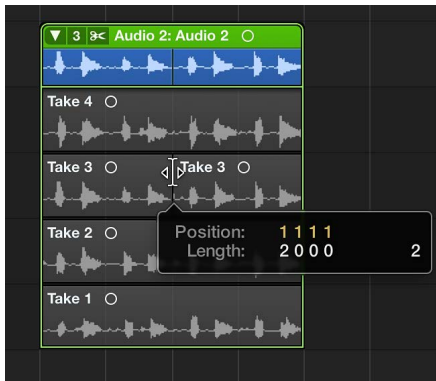 3 Audio 2: Audio 2
Take 4
Take 3 Take 3
Position: 1 1 1 1
Take 2
Length: 2 0 0 0 2
Take 1